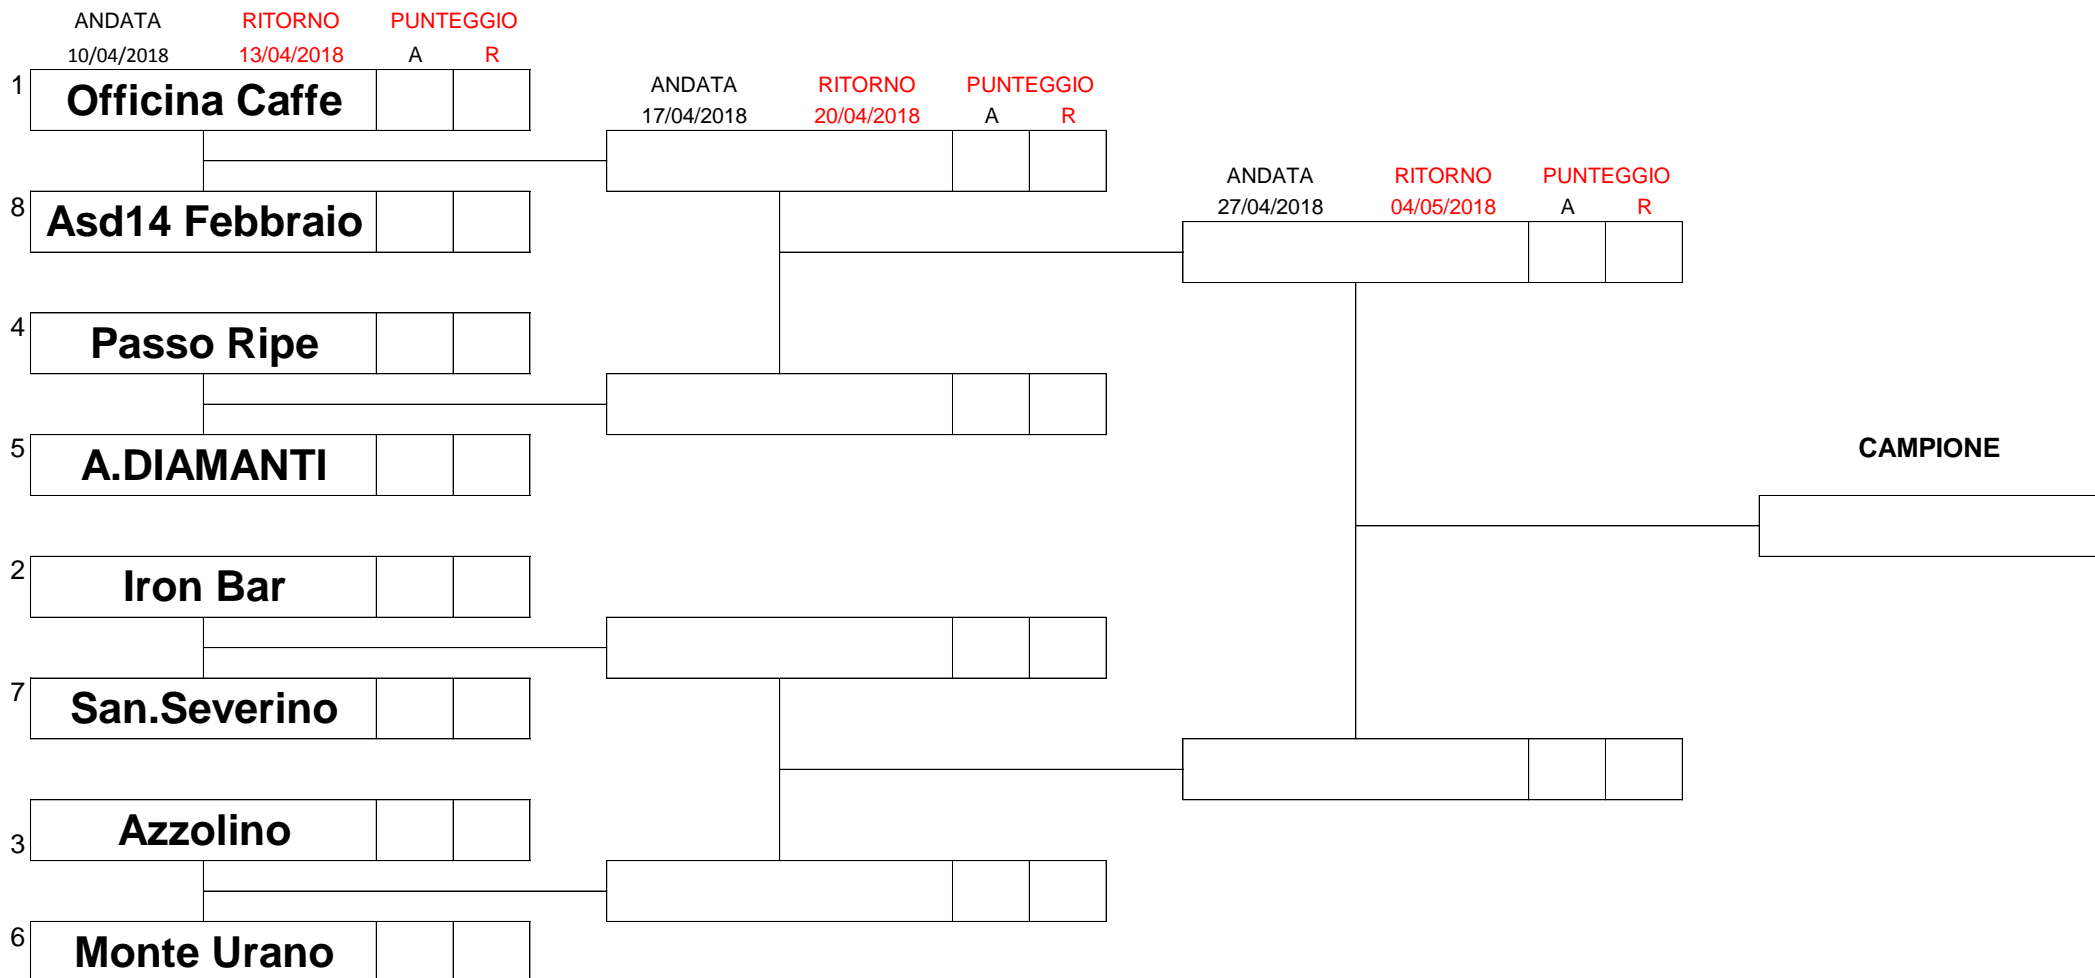 ANDATA RITORNO PUNTEGGIO
10/04/2018 13/04/2018 A R
1 Officina Caffe
ANDATA RITORNO PUNTEGGIO
17/04/2018 20/04/2018 A R
8 Asd14 Febbraio
ANDATA RITORNO PUNTEGGIO
27/04/2018 04/05/2018 A R
4 Passo Ripe
5 A.DIAMANTI
CAMPIONE
2 Iron Bar
7 San.Severino
3 Azzolino
6 Monte Urano